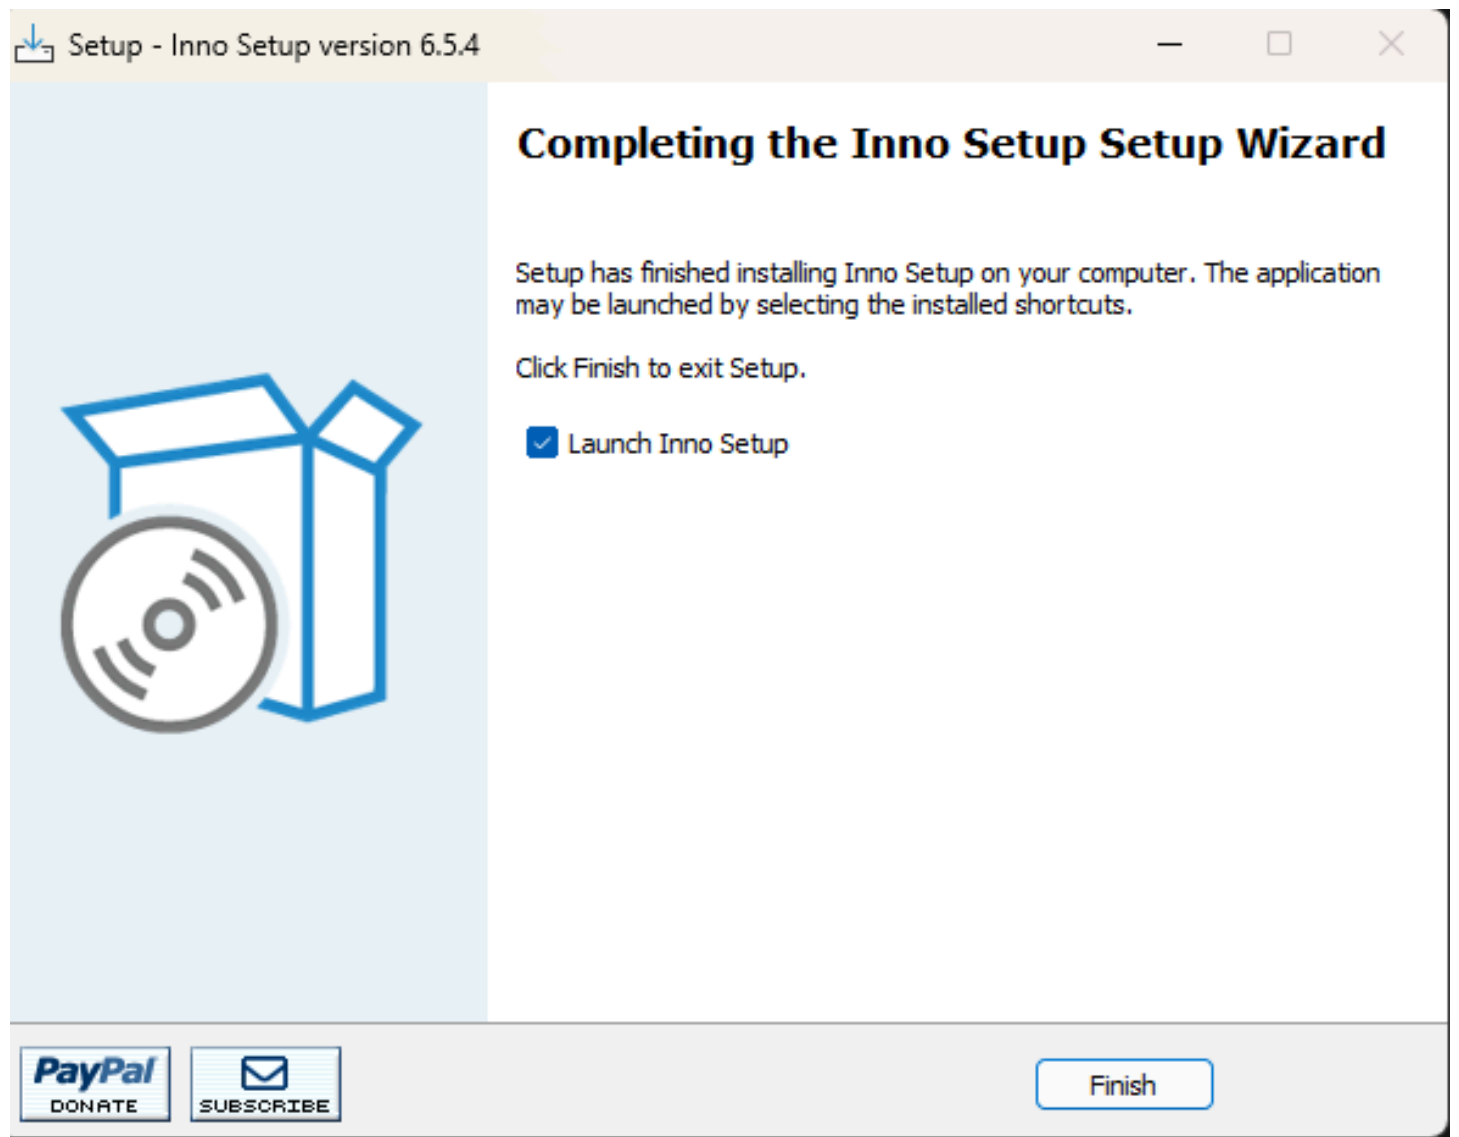 Setup - Inno Setup version 6.5.4
Completing the Inno Setup Setup Wizard
Setup has finished installing Inno Setup on your computer. The application
may be launched by selecting the installed shortcuts.
Click Finish to exit Setup.
Launch Inno Setup
PayPal
DONATE
SUBSCRIBE
Finish